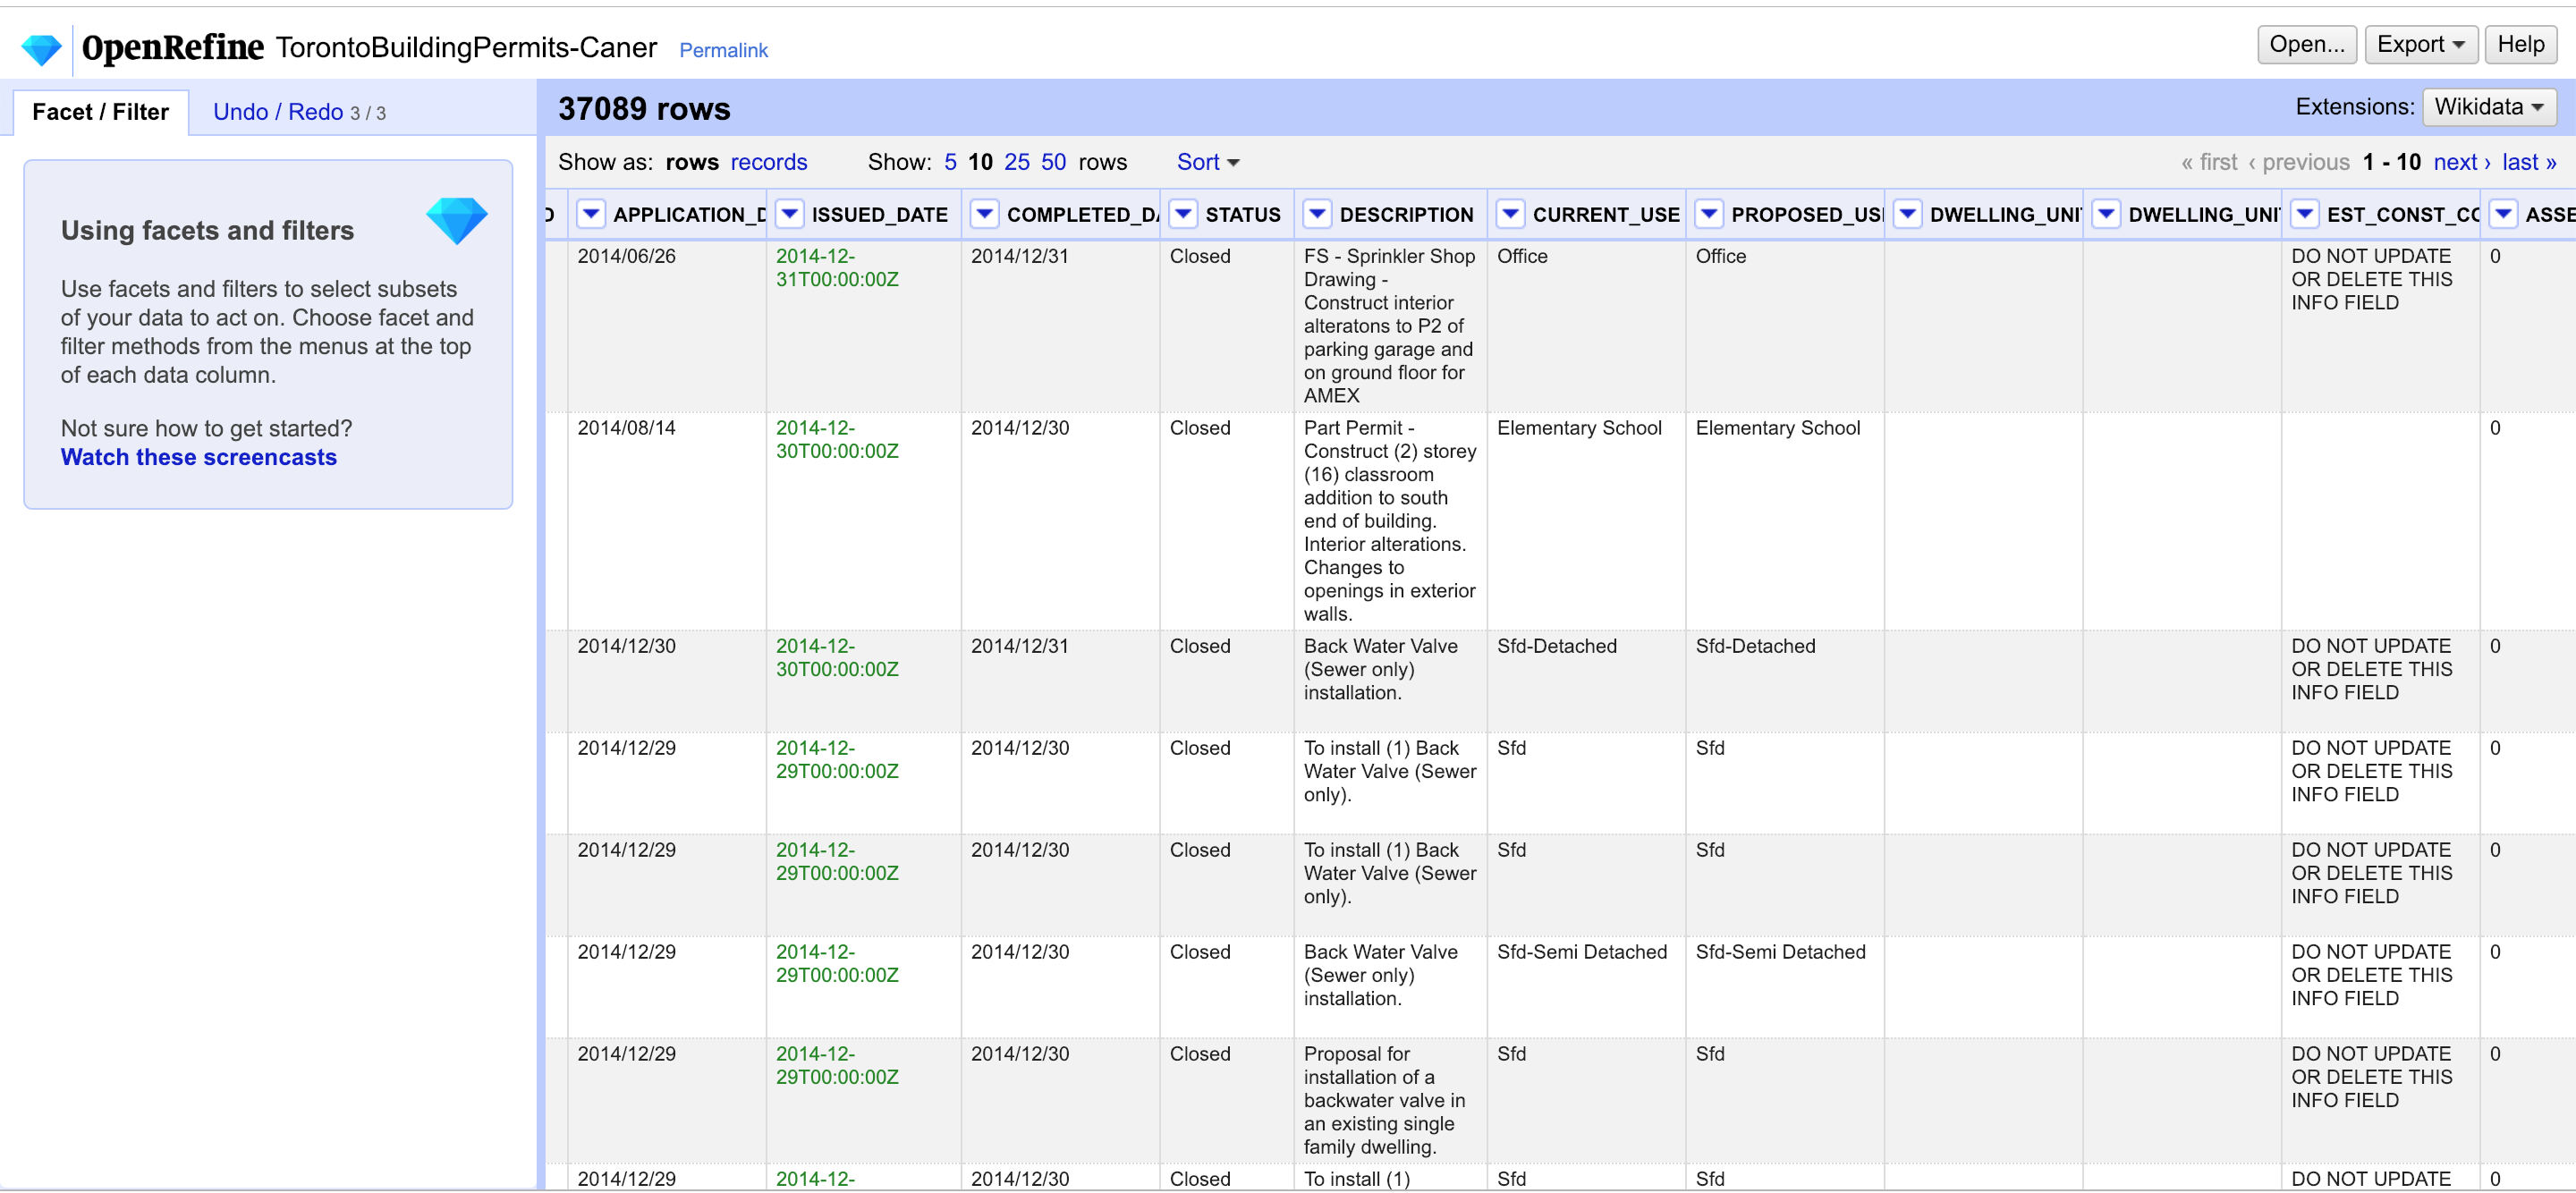 OpenRefine TorontoBuildingPermits-Caner Permalink
Open... Export Help
Facet / Filter Undo / Redo 3 / 3
37089 rows
Extensions: Wikidata
Using facets and filters
Use facets and filters to select subsets
of your data to act on. Choose facet and
filter methods from the menus at the top
of each data column.
Not sure how to get started?
Watch these screencasts
Show as: rows records Show: 5 10 25 50 rows Sort
« first ‹ previous 1 - 10 next › last »
D APPLICATION_D ISSUED_DATE COMPLETED_DA STATUS DESCRIPTION CURRENT_USE PROPOSED_USE DWELLING_UNIT DWELLING_UNIT EST_CONST_CO ASSE
2014/06/26
2014-12-
31T00:00:00Z
2014/12/31
Closed
FS - Sprinkler Shop
Drawing -
Construct interior
alteratons to P2 of
parking garage and
on ground floor for
AMEX
Office
Office
DO NOT UPDATE
OR DELETE THIS
INFO FIELD
0
2014/08/14
2014-12-
30T00:00:00Z
2014/12/30
Closed
Part Permit -
Construct (2) storey
(16) classroom
addition to south
end of building.
Interior alterations.
Changes to
openings in exterior
walls.
Elementary School
Elementary School
0
2014/12/30
2014-12-
30T00:00:00Z
2014/12/31
Closed
Back Water Valve
(Sewer only)
installation.
Sfd-Detached
Sfd-Detached
DO NOT UPDATE
OR DELETE THIS
INFO FIELD
0
2014/12/29
2014-12-
29T00:00:00Z
2014/12/30
Closed
To install (1) Back
Water Valve (Sewer
only).
Sfd
Sfd
DO NOT UPDATE
OR DELETE THIS
INFO FIELD
0
2014/12/29
2014-12-
29T00:00:00Z
2014/12/30
Closed
To install (1) Back
Water Valve (Sewer
only).
Sfd
Sfd
DO NOT UPDATE
OR DELETE THIS
INFO FIELD
0
2014/12/29
2014-12-
29T00:00:00Z
2014/12/30
Closed
Back Water Valve
(Sewer only)
installation.
Sfd-Semi Detached
Sfd-Semi Detached
DO NOT UPDATE
OR DELETE THIS
INFO FIELD
0
2014/12/29
2014-12-
29T00:00:00Z
2014/12/30
Closed
Proposal for
installation of a
backwater valve in
an existing single
family dwelling.
Sfd
Sfd
DO NOT UPDATE
OR DELETE THIS
INFO FIELD
0
2014/12/29
2014-12-
2014/12/30
Closed
To install (1)
Sfd
Sfd
DO NOT UPDATE
0